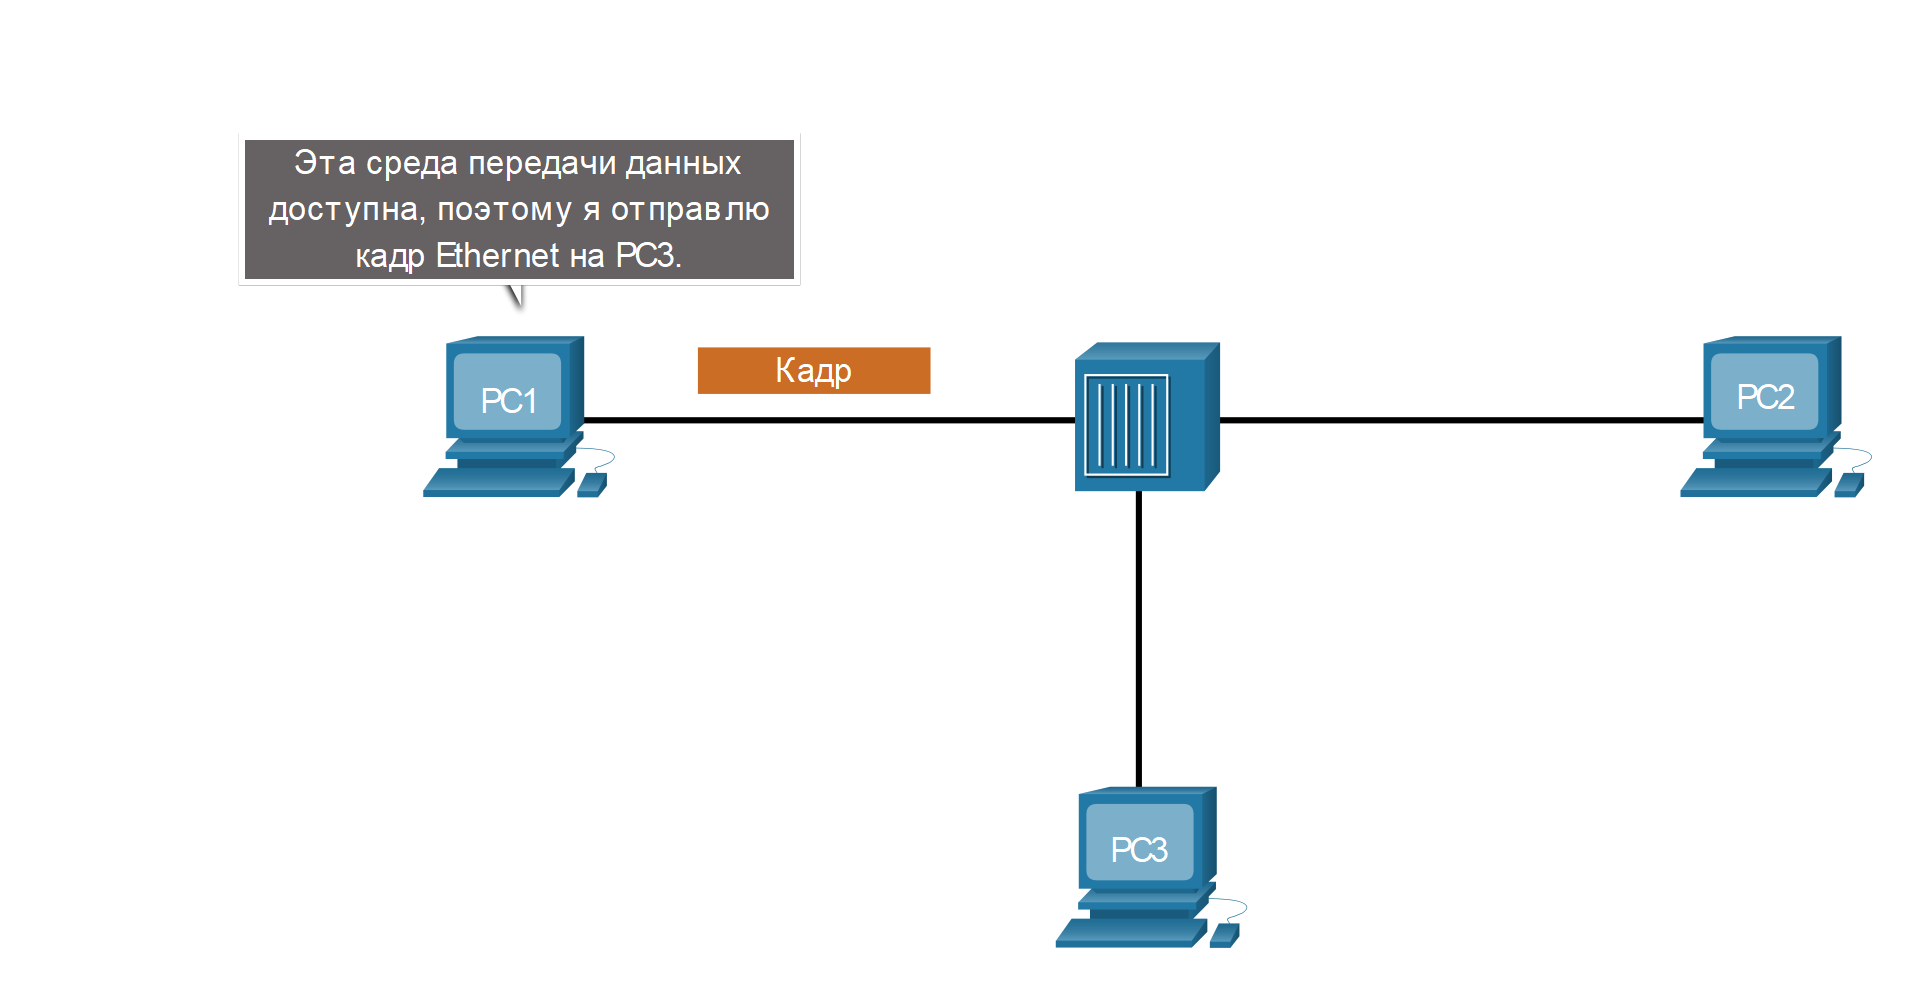 Эта среда передачи данных
доступна, поэтому я отправлю
кадр Ethernet на PC3.
Кадр
PC1
PC2
PC3